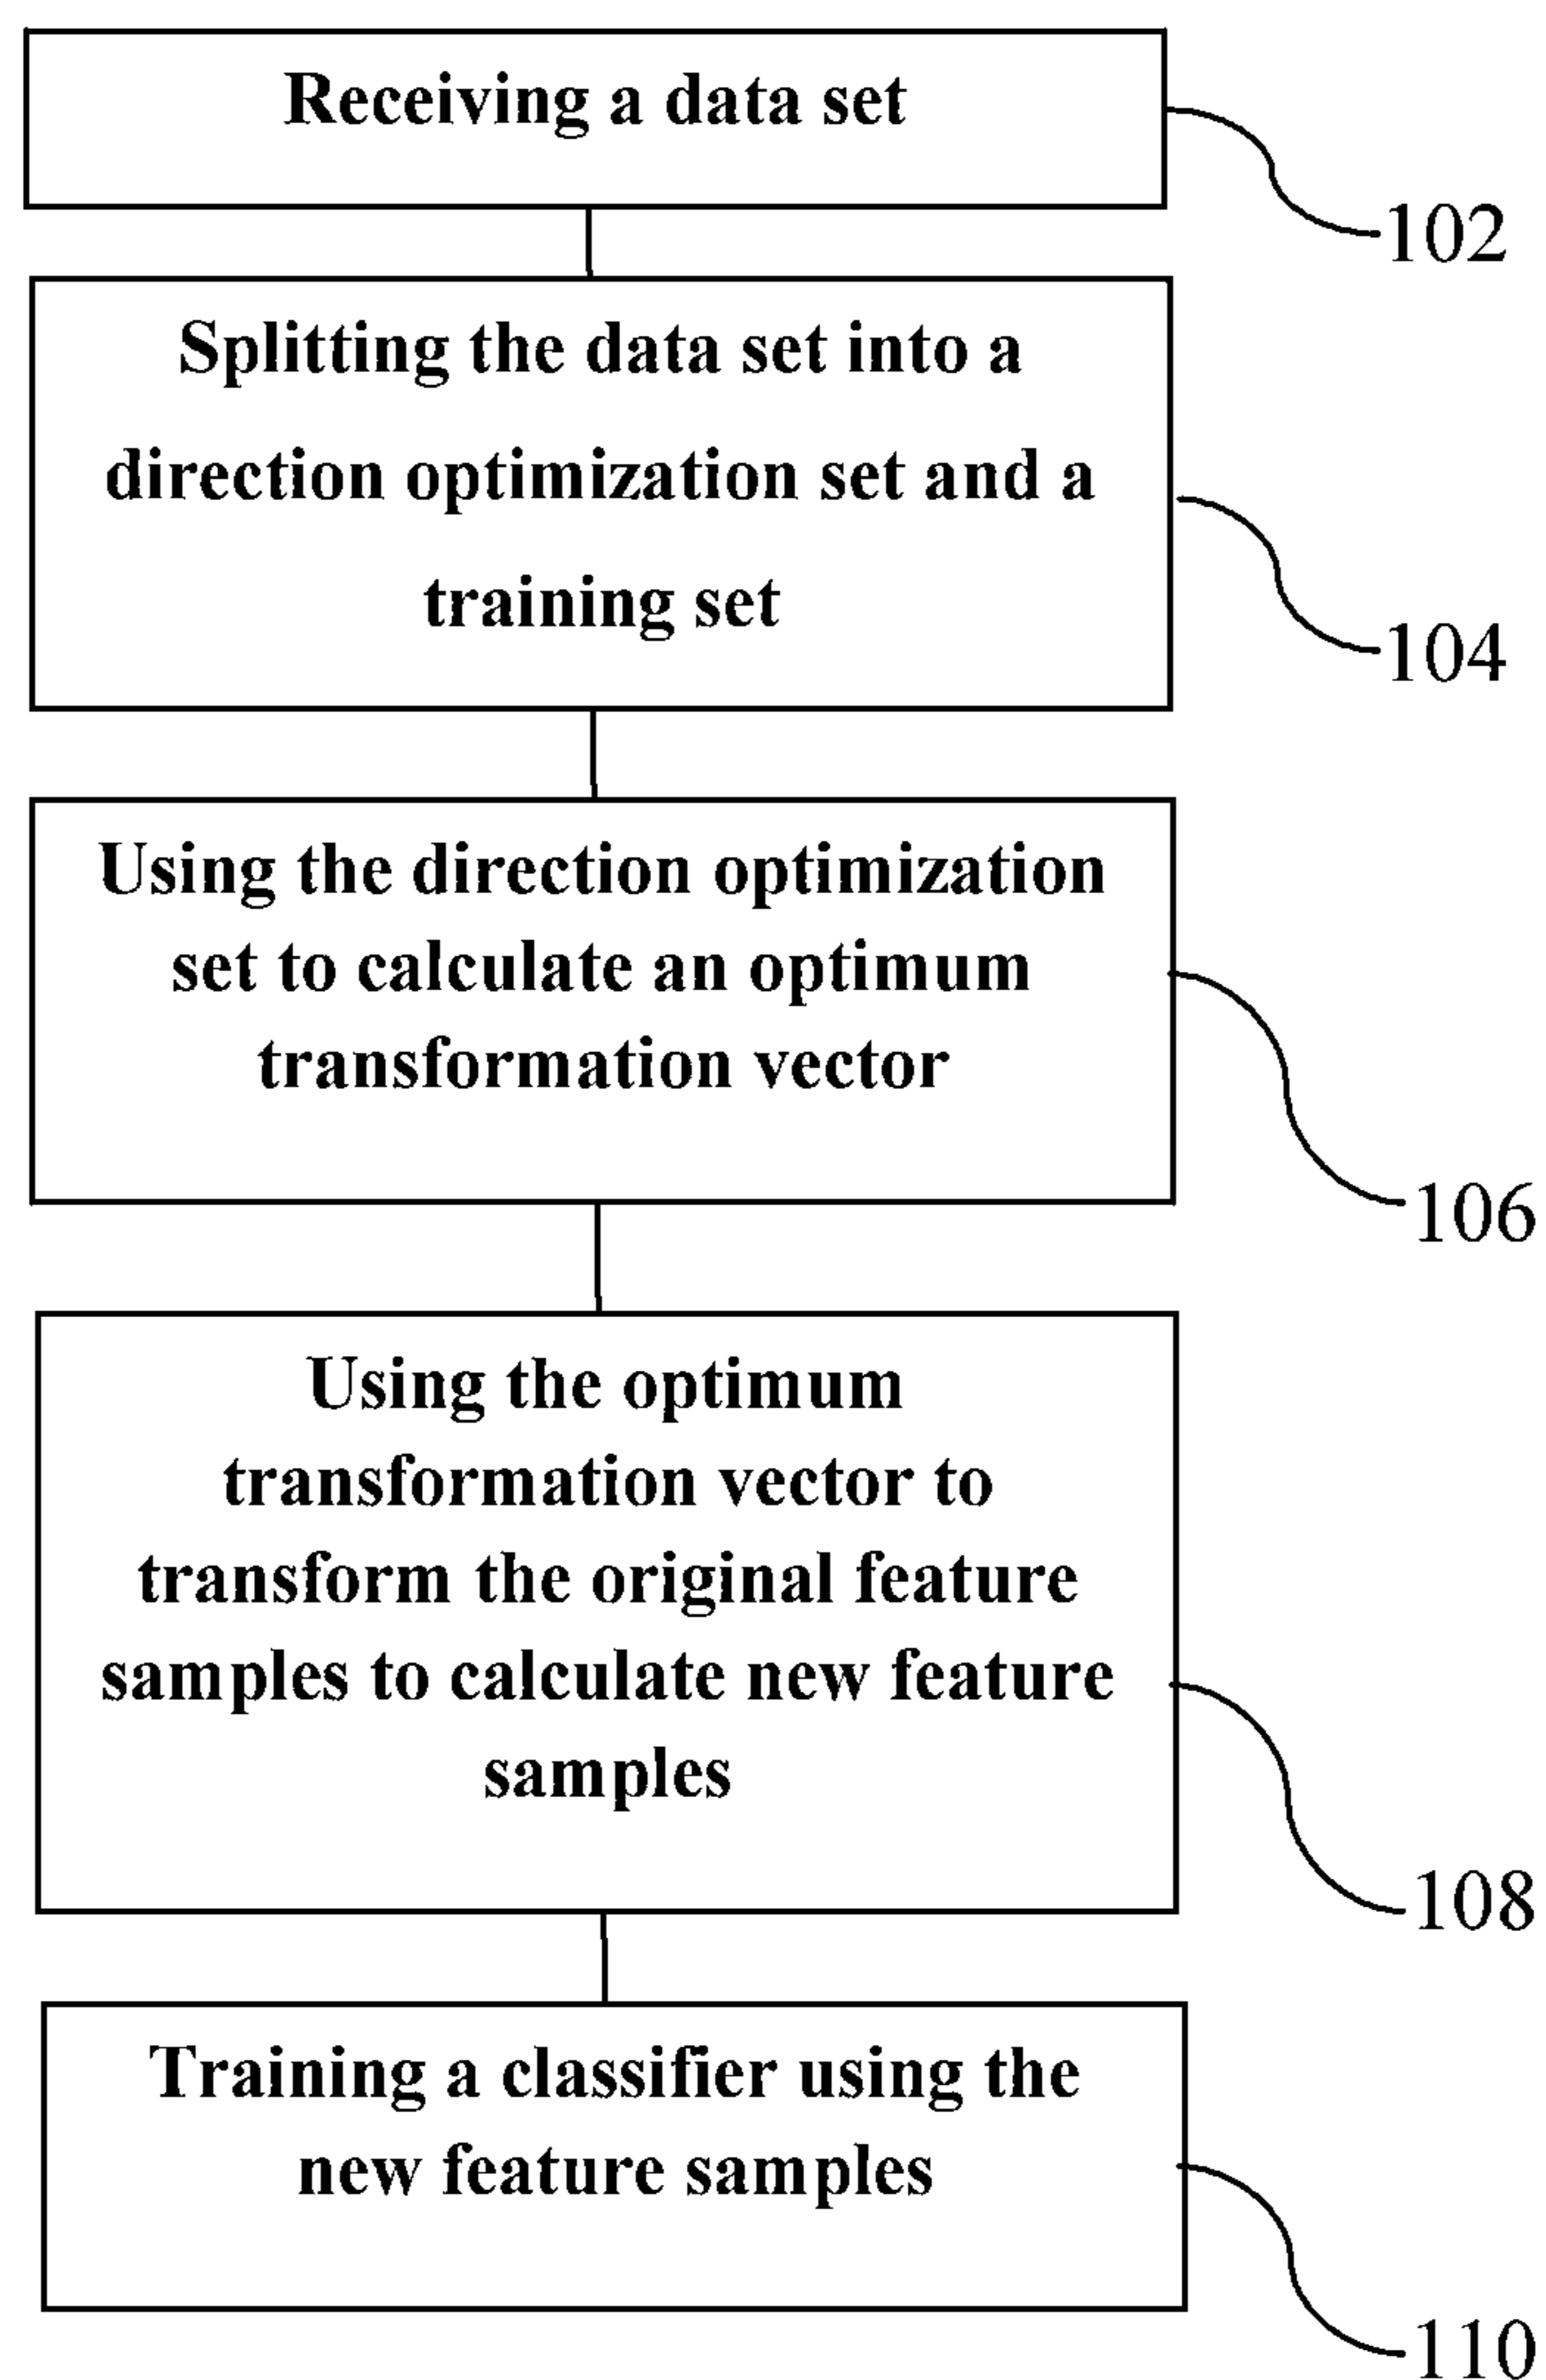 Receiving a data set
102
Splitting the data set into a
direction optimization set and a
training set
104
Using the direction optimization
set to calculate an optimum
transformation vector
106
Using the optimum
transformation vector to
transform the original feature
samples to calculate new feature
samples
108
Training a classifier using the
new feature samples
110